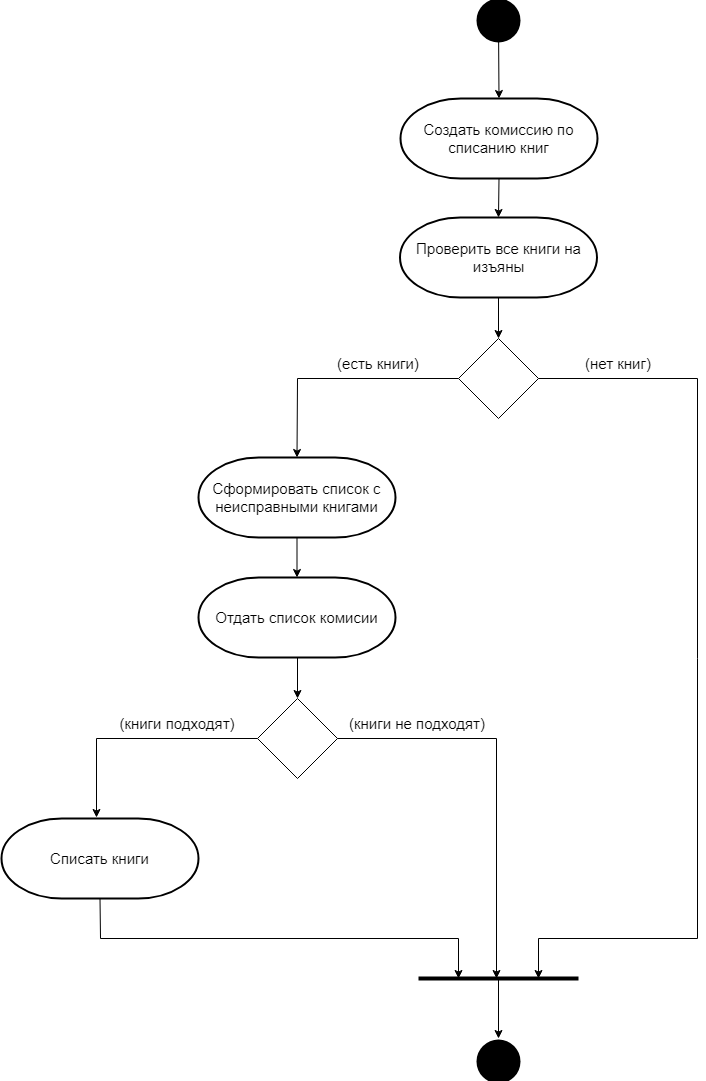 Создать комиссию по
списанию книг
Проверить все книги на
изъяны
(есть книги)
(нет книг)
Сформировать список с
неисправными книгами
Отдать список комисии
(книги подходят)
(книги не подходят)
Списать книги